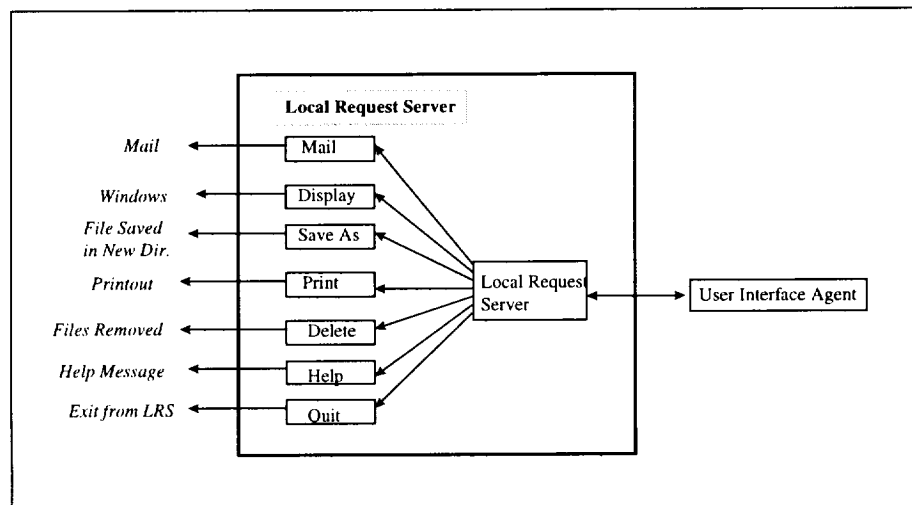 Local Request Server
Mail
Mail
Windows
Display
File Saved
in New Dir.
Save As
Printout
Print
Files Removed
Delete
Help Message
Help
Exit from LRS
Quit
Local Request
Server
User Interface Agent